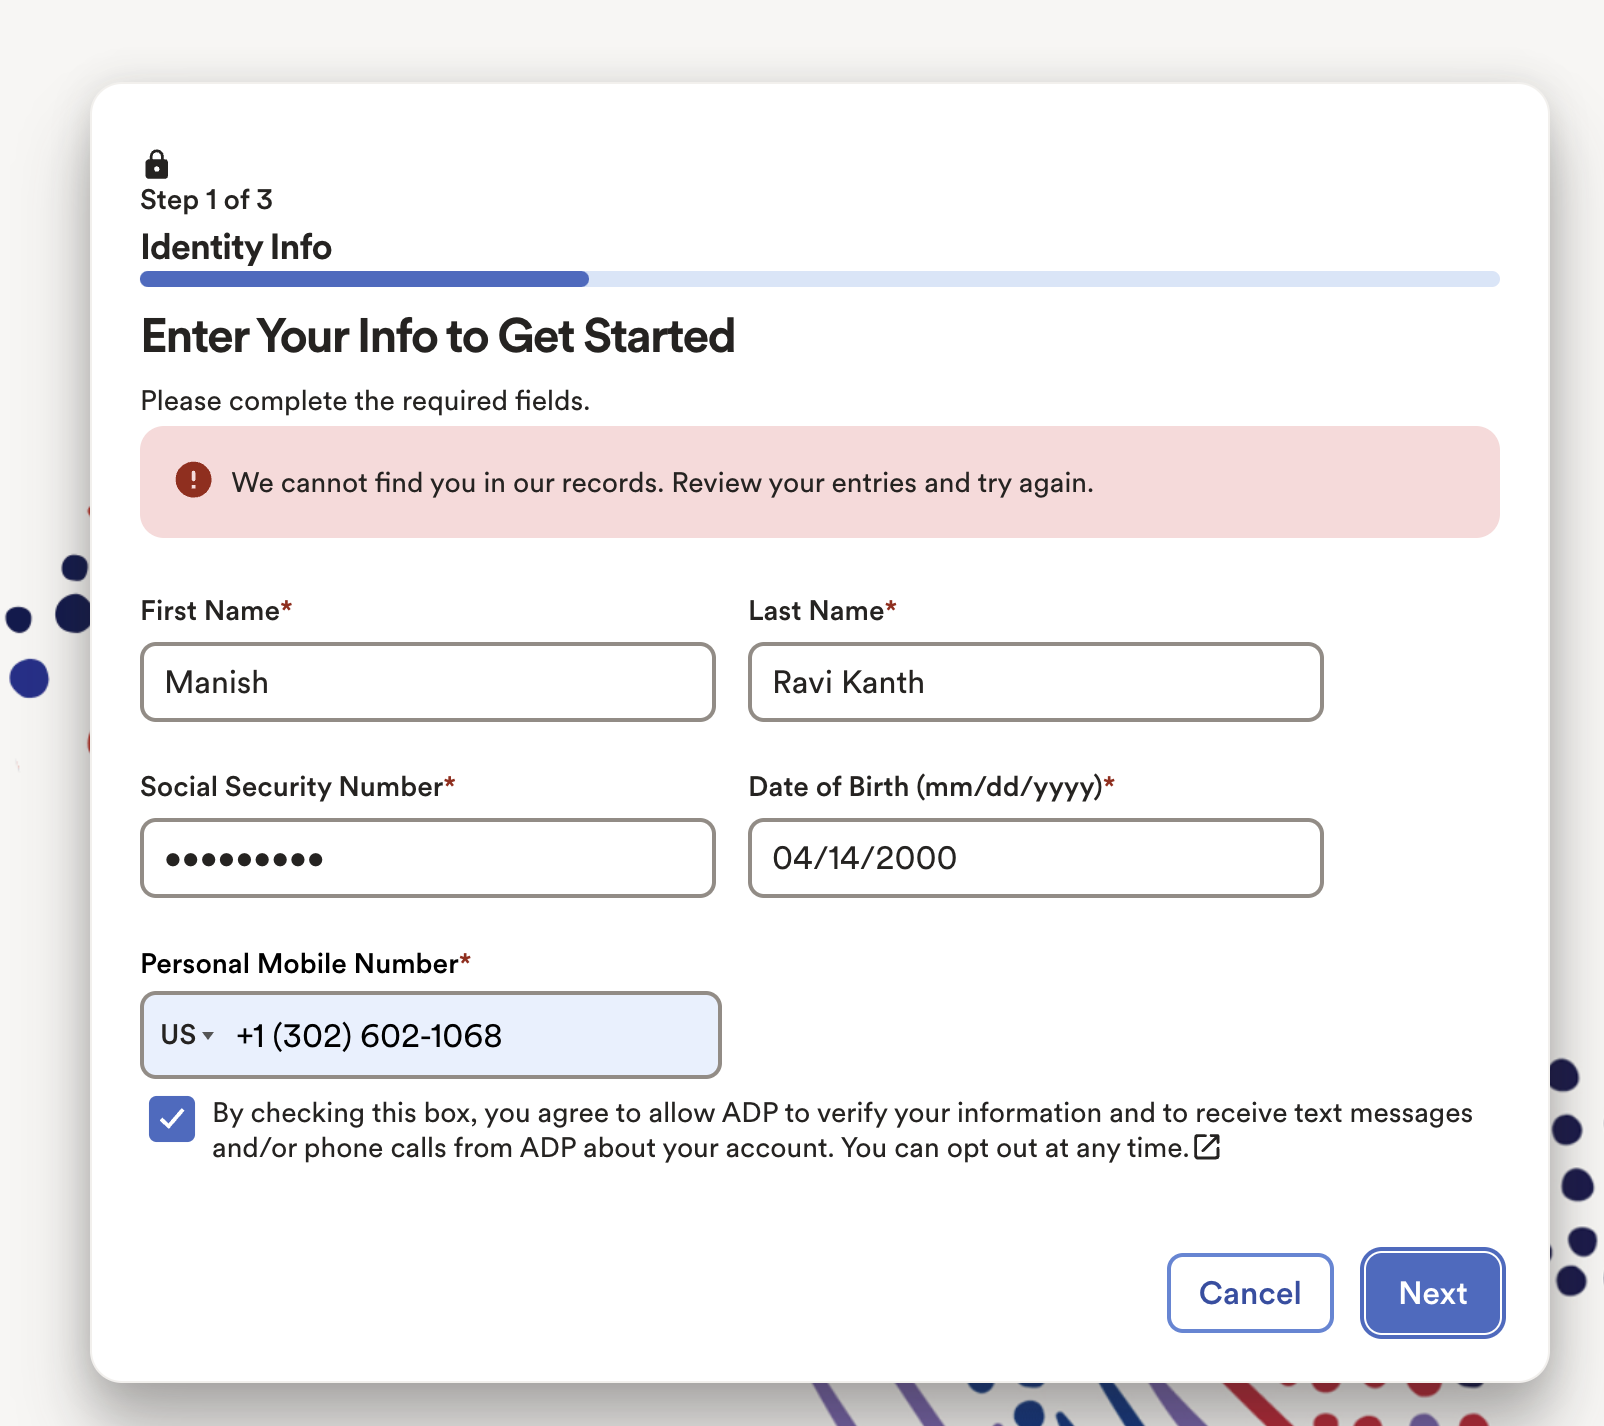 Step 1 of 3
Identity Info
Enter Your Info to Get Started
Please complete the required fields.
We cannot find you in our records. Review your entries and try again.
First Name*
Last Name*
Manish
Ravi Kanth
Social Security Number*
Date of Birth (mm/dd/yyyy)*
•••••••••
04/14/2000
Personal Mobile Number*
US +1 (302) 602-1068
By checking this box, you agree to allow ADP to verify your information and to receive text messages
and/or phone calls from ADP about your account. You can opt out at any time.
Cancel
Next